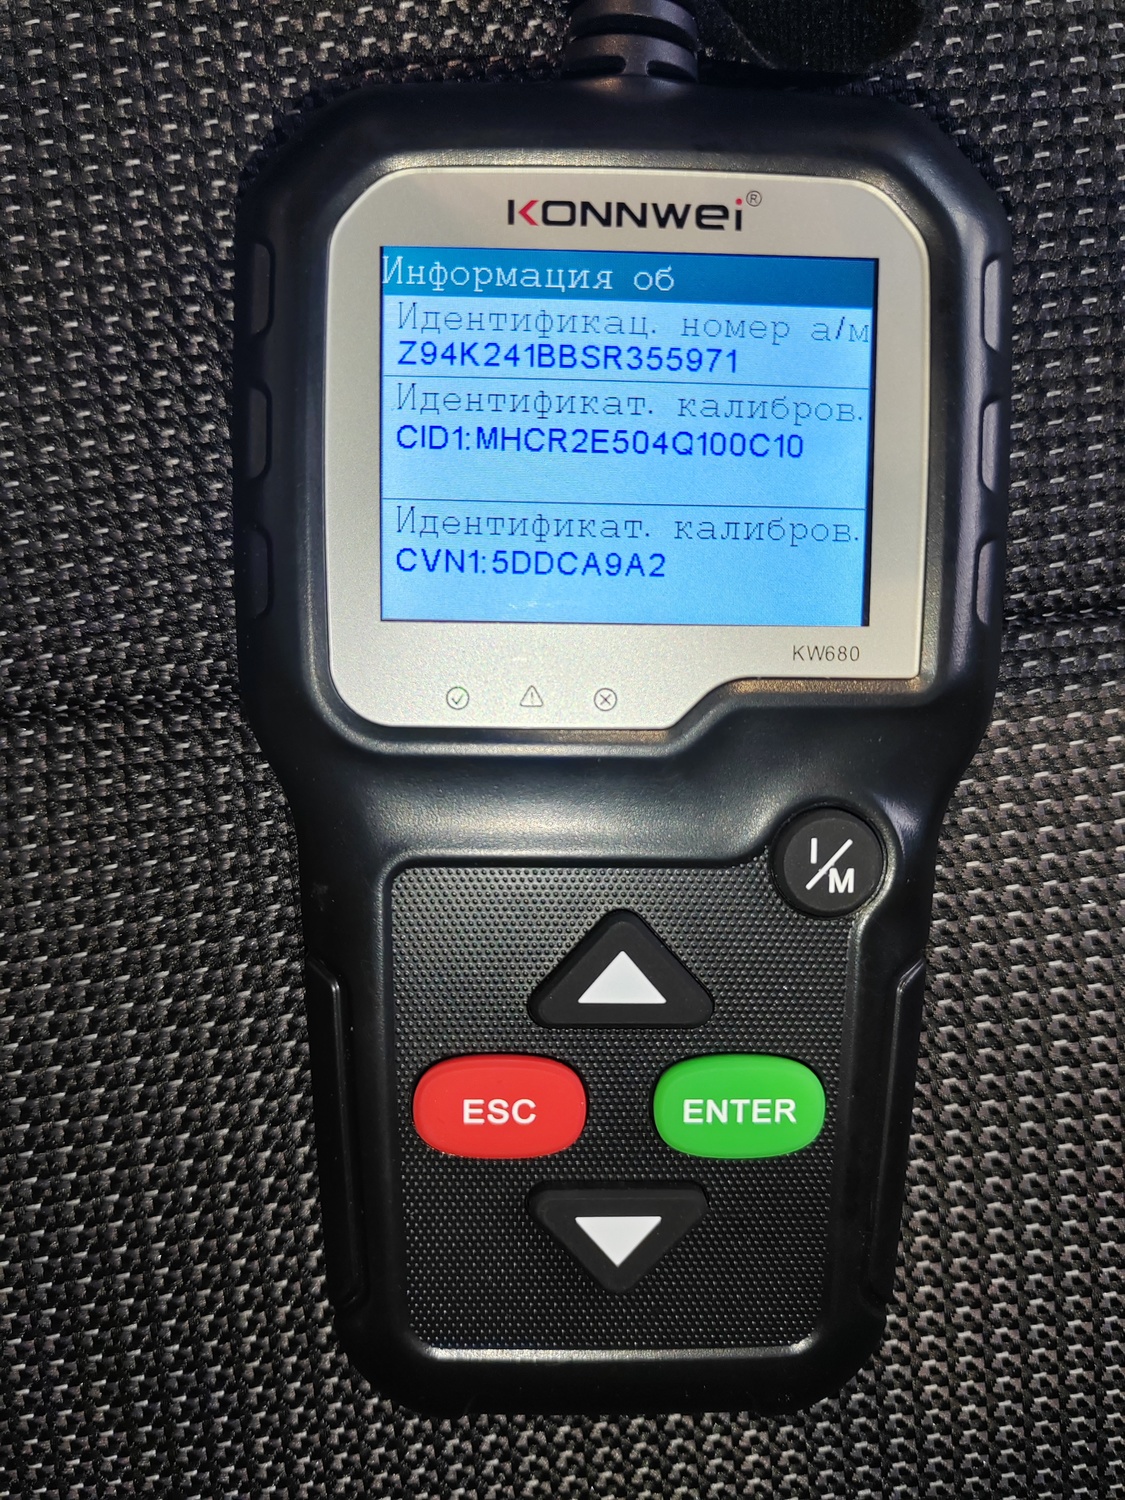 KONNWEI®
Информация об
Идентификац. номер а/м
Z94K241BBSR355971
Идентификат. калибров.
CID1:MHCR2E504Q100C10
Идентификат. калибров.
CVN1:5DDCA9A2
KW680
I/M
ESC
ENTER